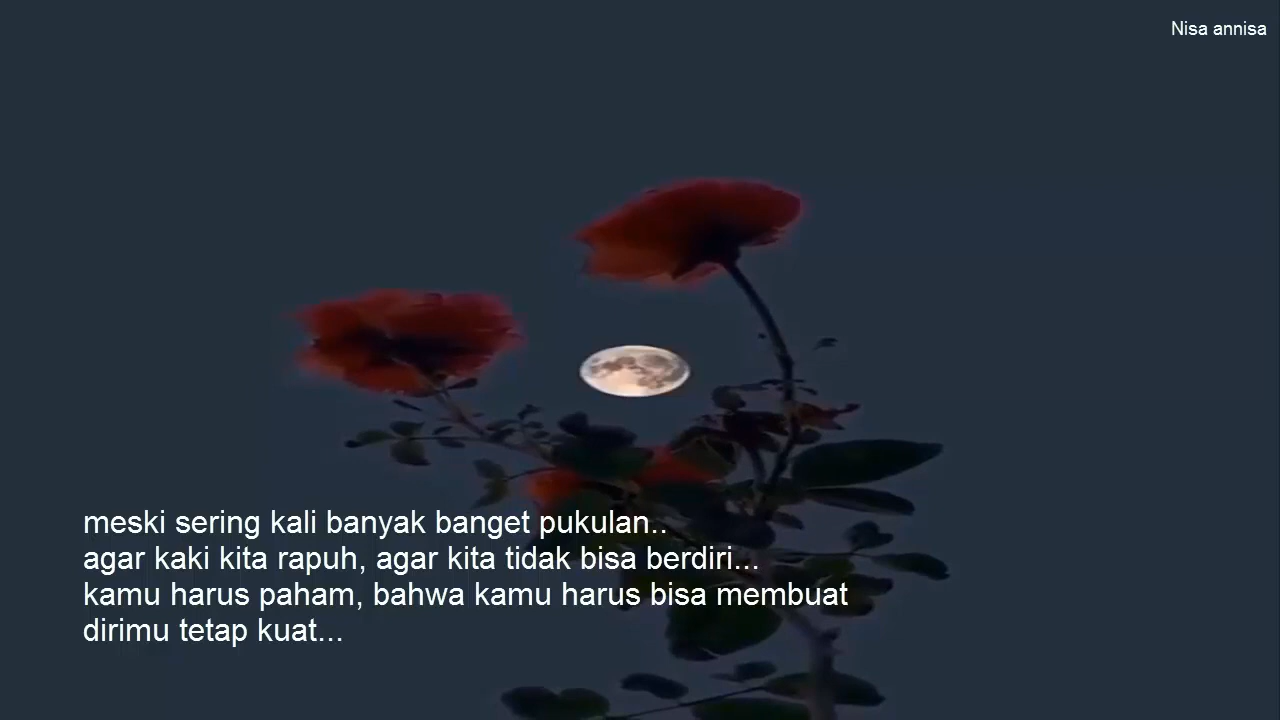 Nisa annisa
meski sering kali banyak banget pukulan..
agar kaki kita rapuh, agar kita tidak bisa berdiri...
kamu harus paham, bahwa kamu harus bisa membuat
dirimu tetap kuat...